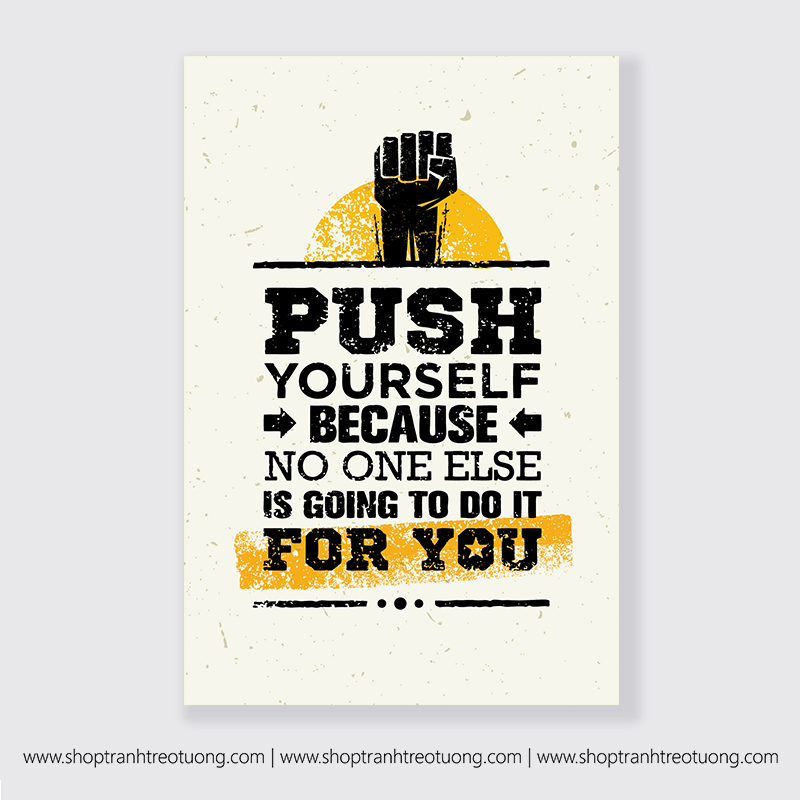 PUSH
YOURSELF
BECAUSE
NO ONE ELSE
IS GOING TO DO IT
FOR YOU
www.shoptranhtreotuong.com | www.shoptranhtreotuong.com | www.shoptranhtreotuong.com